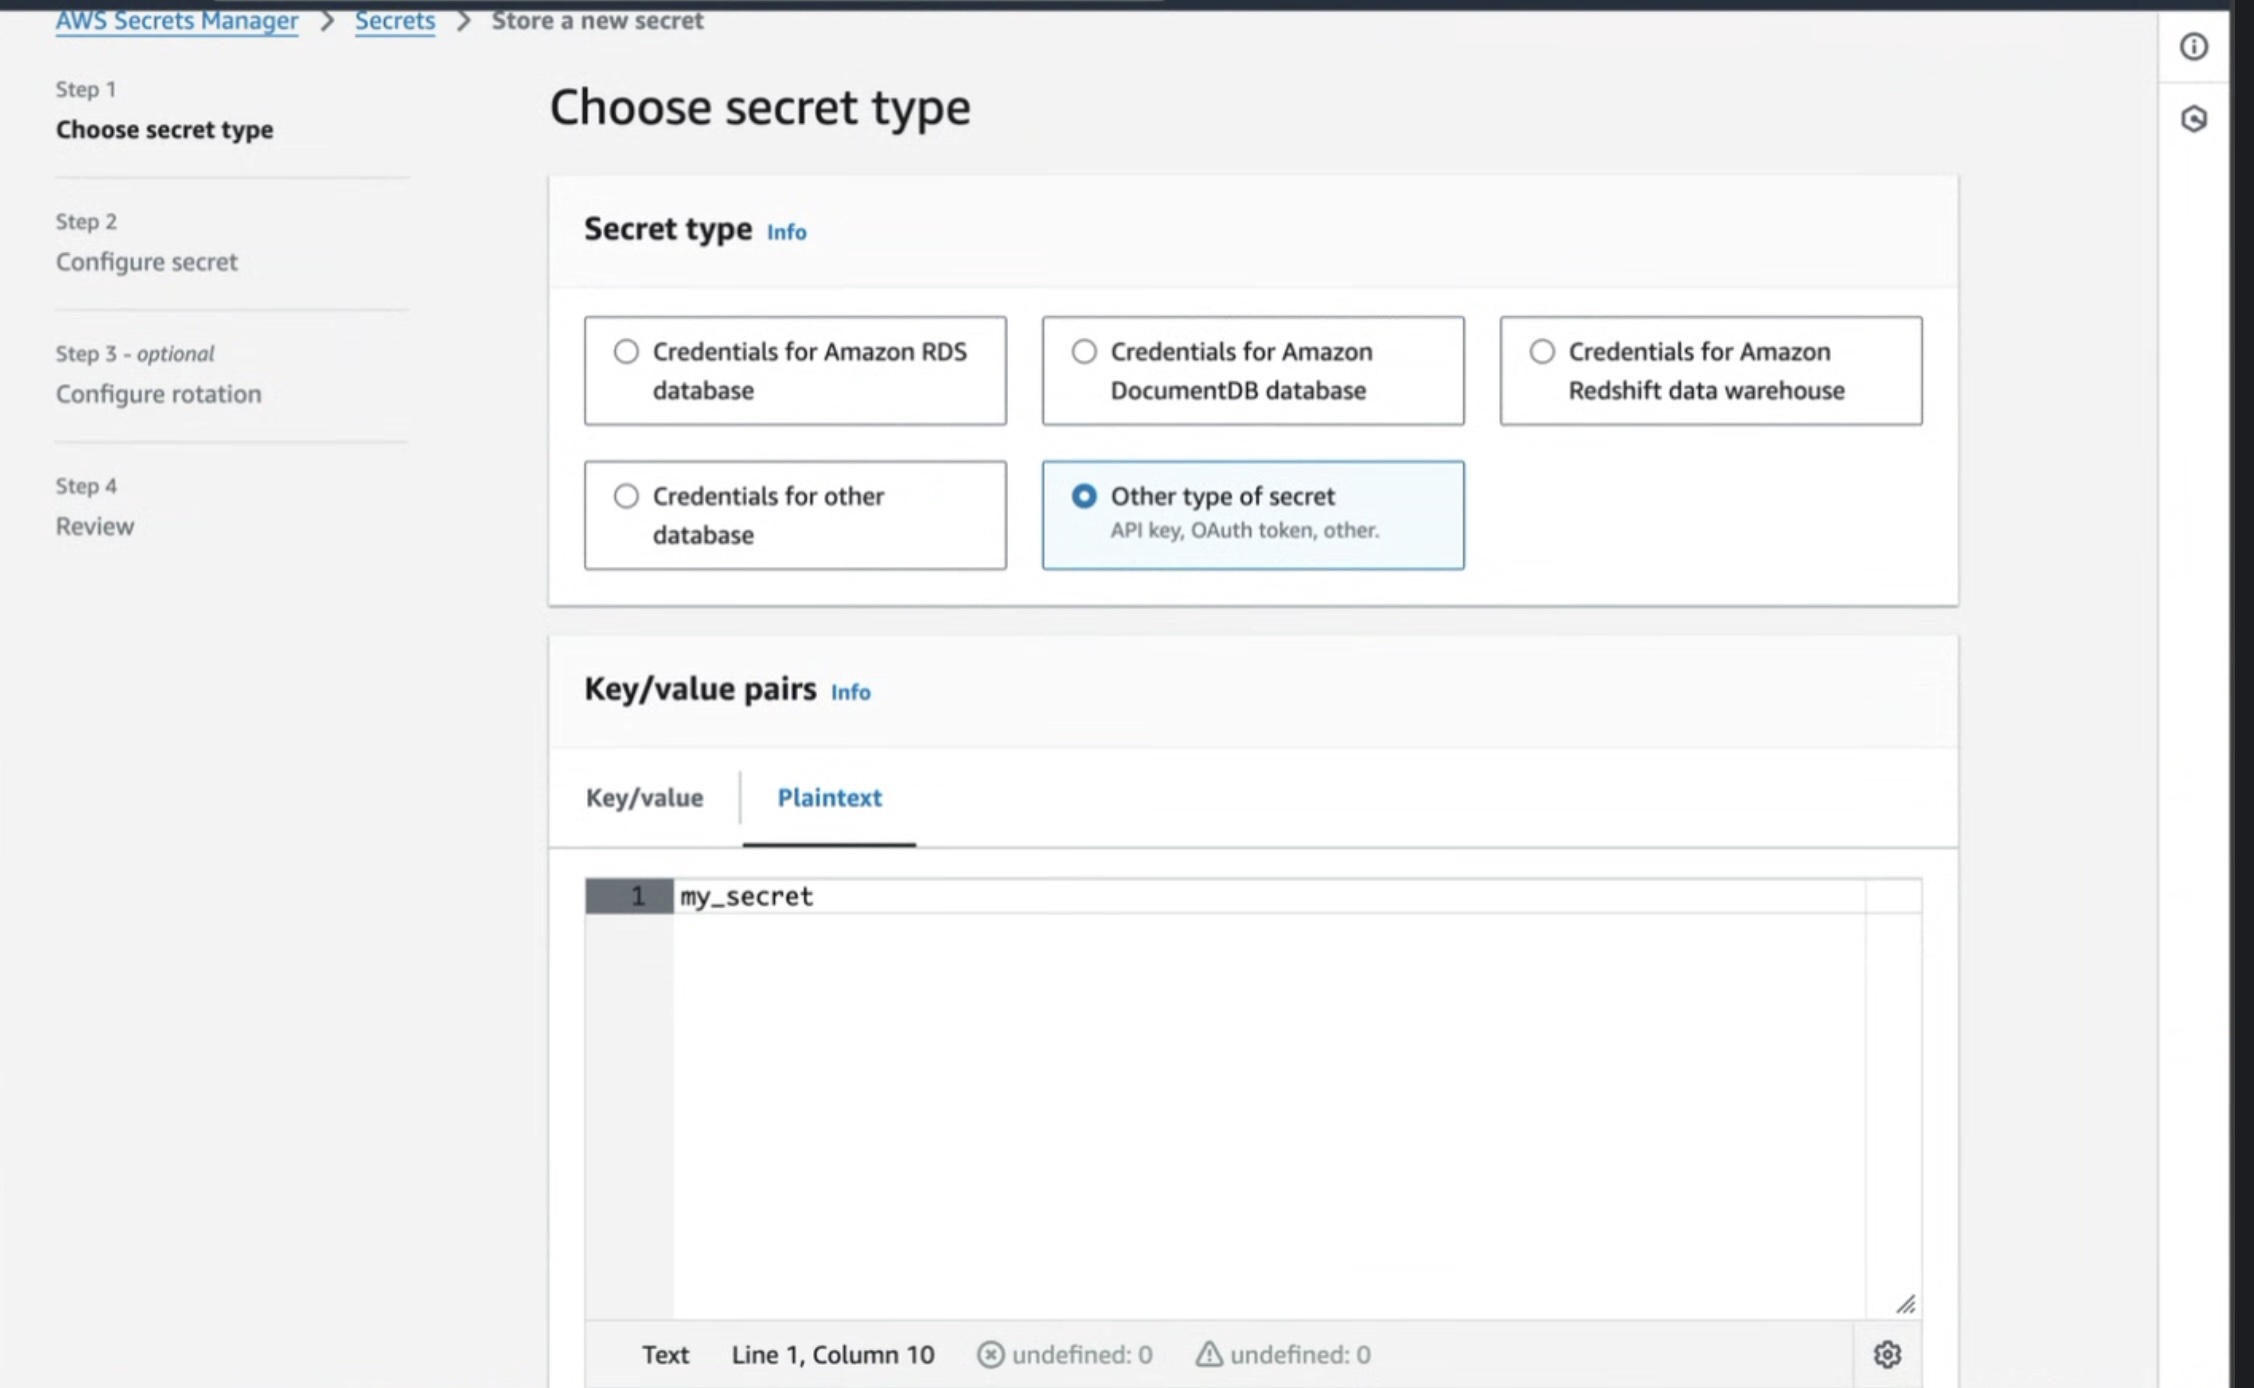 AWS Secrets Manager > Secrets > Store a new secret
Step 1
Choose secret type
Step 2
Configure secret
Step 3 - optional
Configure rotation
Step 4
Review
Choose secret type
Secret type Info
Credentials for Amazon RDS
database
Credentials for Amazon
DocumentDB database
Credentials for Amazon
Redshift data warehouse
Credentials for other
database
Other type of secret
API key, OAuth token, other.
Key/value pairs Info
Key/value
Plaintext
1 my_secret
Text Line 1, Column 10 undefined: 0 undefined: 0